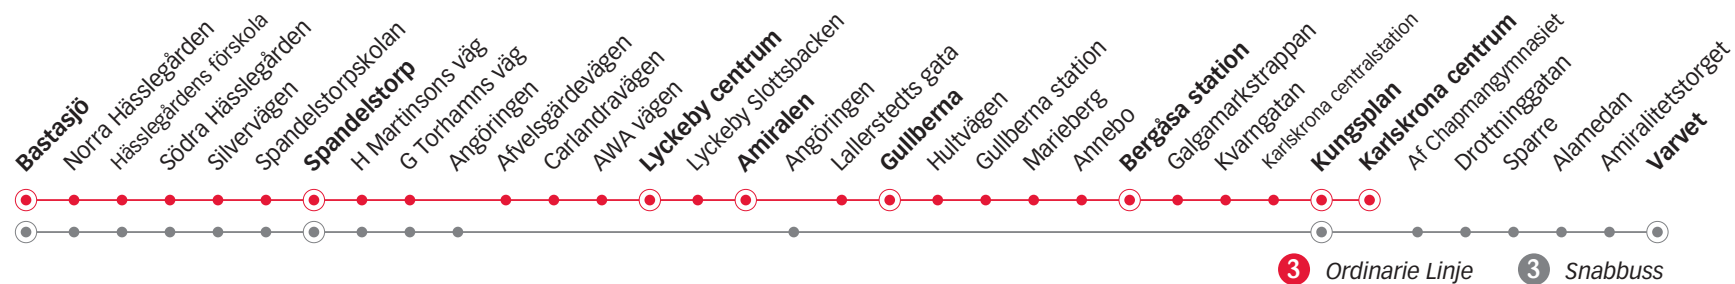 Bastasjö
Norra Hässlegården
Hässlegårdens förskola
Södra Hässlegården
Silvervägen
Spandelstorpskolan
Spandelstorp
H Martinsons väg
G Torhamns väg
Angöringen
Afvelsgärdevägen
Carlandravägen
AWA vägen
Lyckeby centrum
Lyckeby Slottsbacken
Amiralen
Angöringen
Lallerstedts gata
Gullberna
Hultvägen
Gullberna station
Marieberg
Annebo
Bergåsa station
Galgamarkstrappan
Kvarngatan
Karlskrona centralstation
Kungsplan
Karlskrona centrum
Af Chapmangymnasiet
Drottninggatan
Sparre
Alamedan
Amiralitetstorget
Varvet
3 Ordinarie Linje
3 Snabbuss